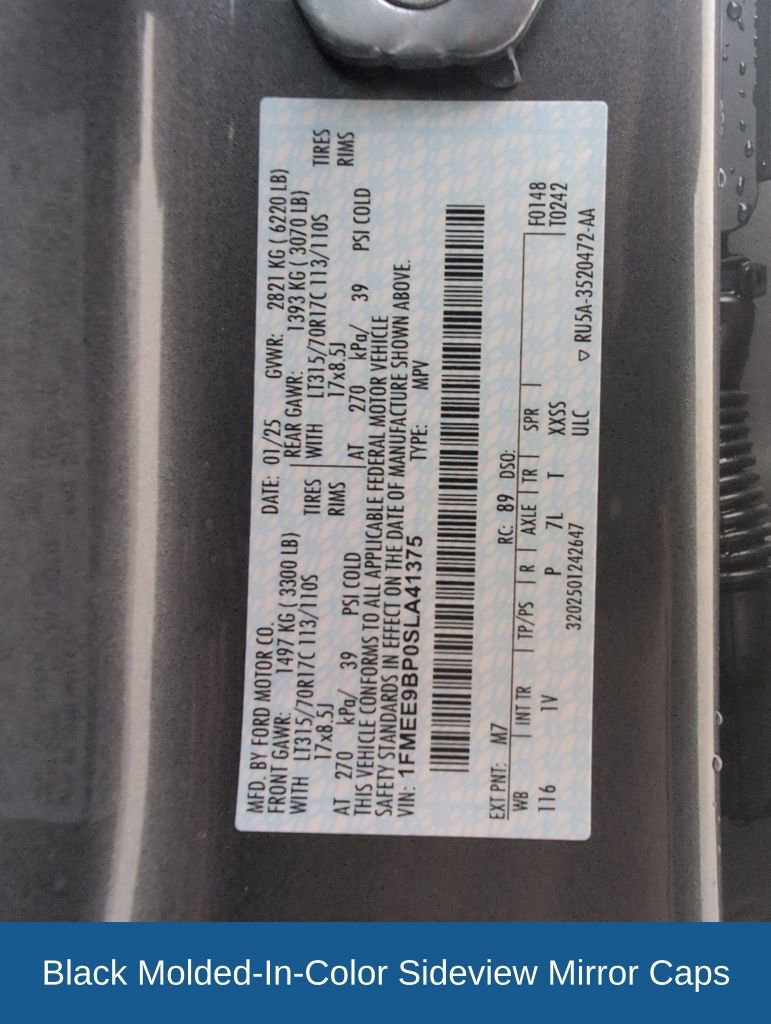 MFD. BY FORD MOTOR CO. DATE: 01/25 GVWR: 2821 KG ( 6220 LB)
FRONT GAWR: 1497 KG ( 3300 LB) REAR GAWR: 1393 KG ( 3070 LB)
WITH LT315/70R17C 113/110S TIRES WITH LT315/70R17C 113/110S TIRES
17x8.5J RIMS 17x8.5J RIMS
AT 270 kPa/ 39 PSI COLD AT 270 kPa/ 39 PSI COLD
THIS VEHICLE CONFORMS TO ALL APPLICABLE FEDERAL MOTOR VEHICLE
SAFETY STANDARDS IN EFFECT ON THE DATE OF MANUFACTURE SHOWN ABOVE.
VIN: 1FMEE9BP0SLA41375 TYPE: MPV
EXT PNT: M7 RC: 89 DSO: F0148
WB INT TR TP/PS R AXLE TR SPR T0242
116 1V P 7L T XXSS
3202501242647 ULC ▽ RU5A-3520472-AA
Black Molded-In-Color Sideview Mirror Caps